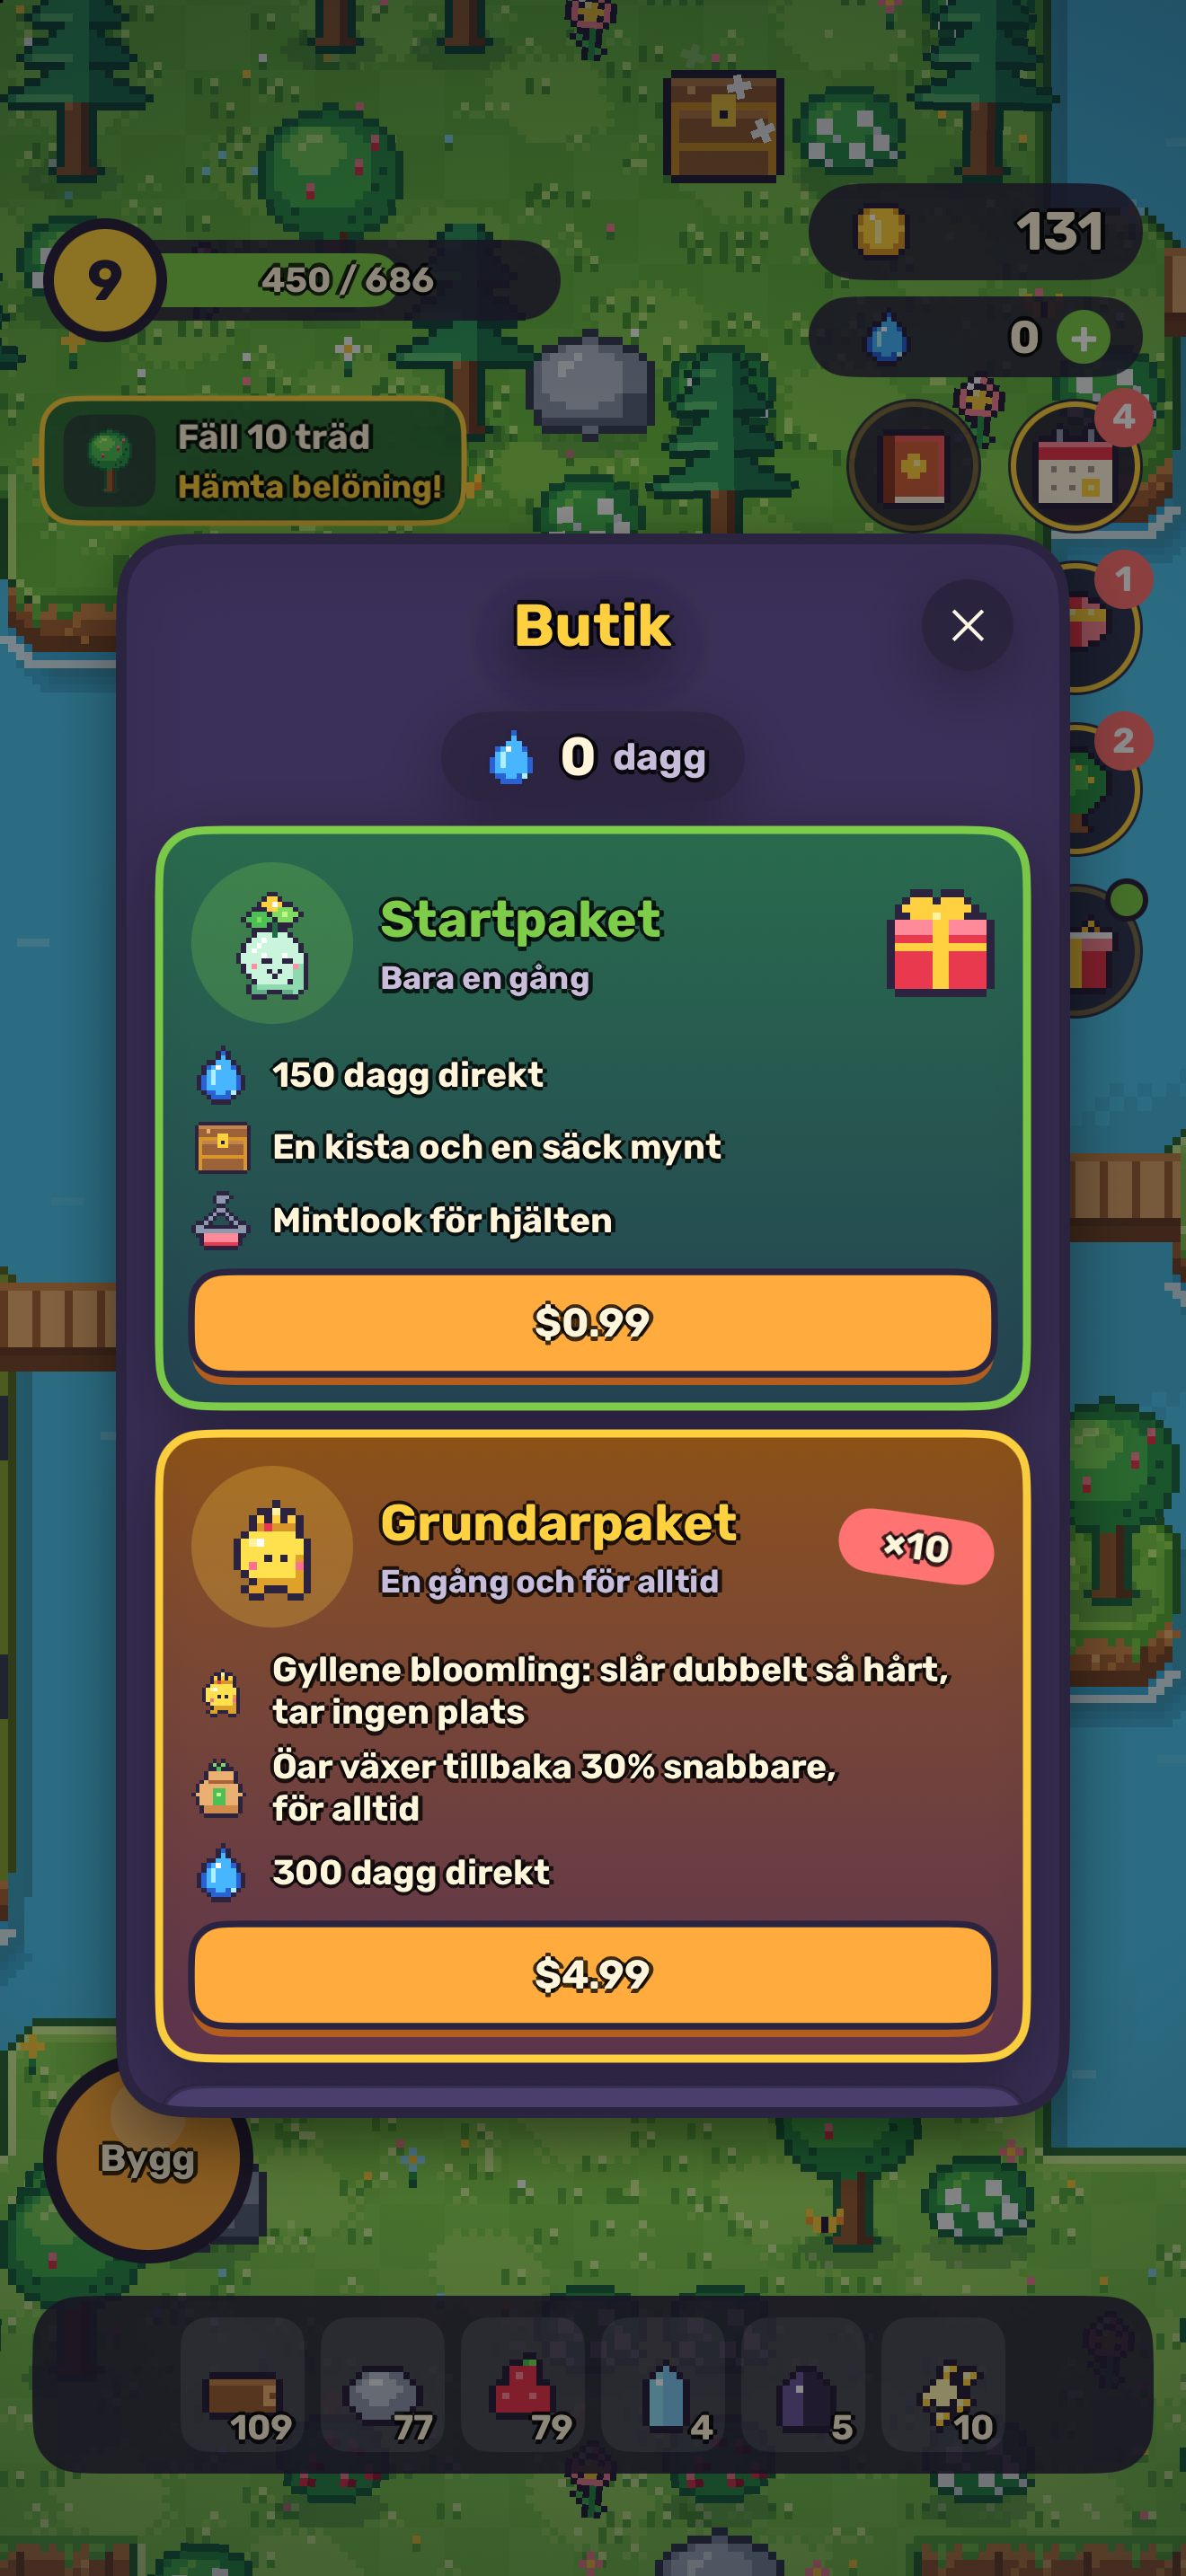 131
9
450 / 686
0
+
Fäll 10 träd
Hämta belöning!
4
1
2
Butik
0 dagg
Startpaket
Bara en gång
150 dagg direkt
En kista och en säck mynt
Mintlook för hjälten
$0.99
Grundarpaket
×10
En gång och för alltid
Gyllene bloomling: slår dubbelt så hårt,
tar ingen plats
Öar växer tillbaka 30% snabbare,
för alltid
300 dagg direkt
$4.99
Bygg
109
77
79
4
5
10